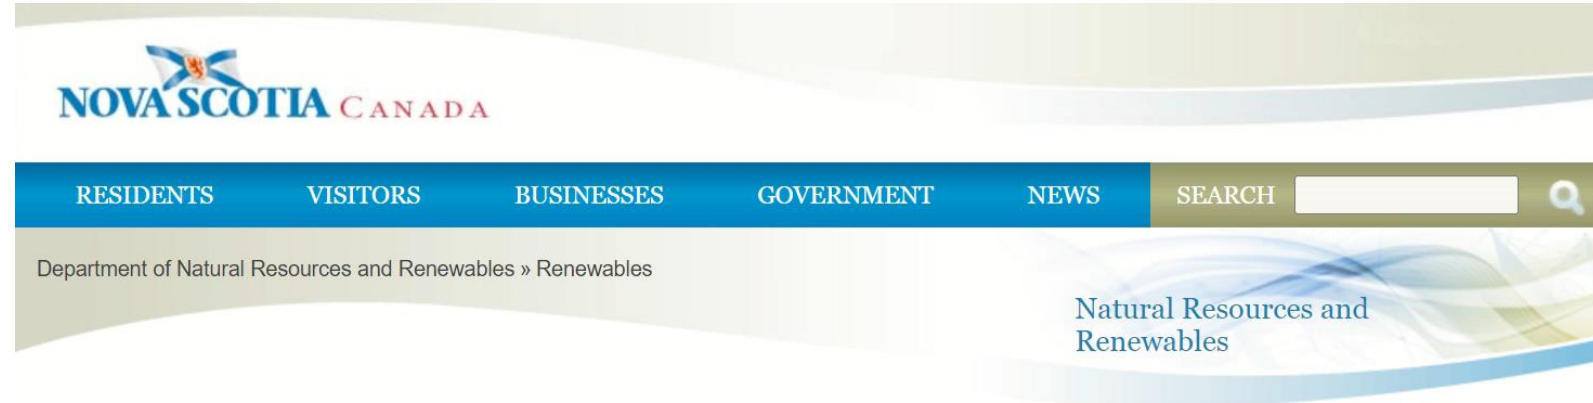 NOVA SCOTIA CANADA
RESIDENTS VISITORS BUSINESSES GOVERNMENT NEWS SEARCH
Department of Natural Resources and Renewables » Renewables
Natural Resources and
Renewables